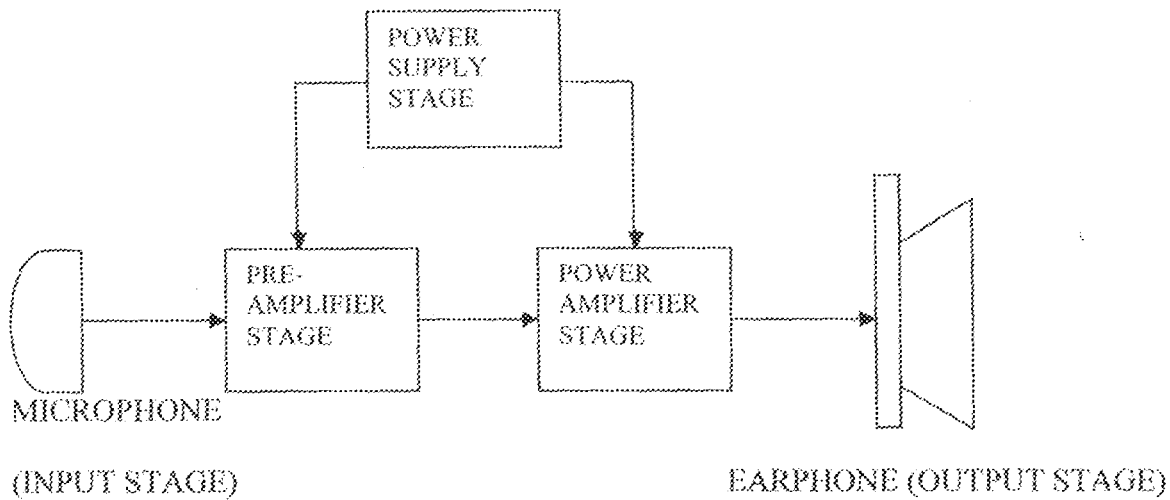 POWER
SUPPLY
STAGE
PRE-
AMPLIFIER
STAGE
POWER
AMPLIFIER
STAGE
MICROPHONE
(INPUT STAGE)
EARPHONE (OUTPUT STAGE)